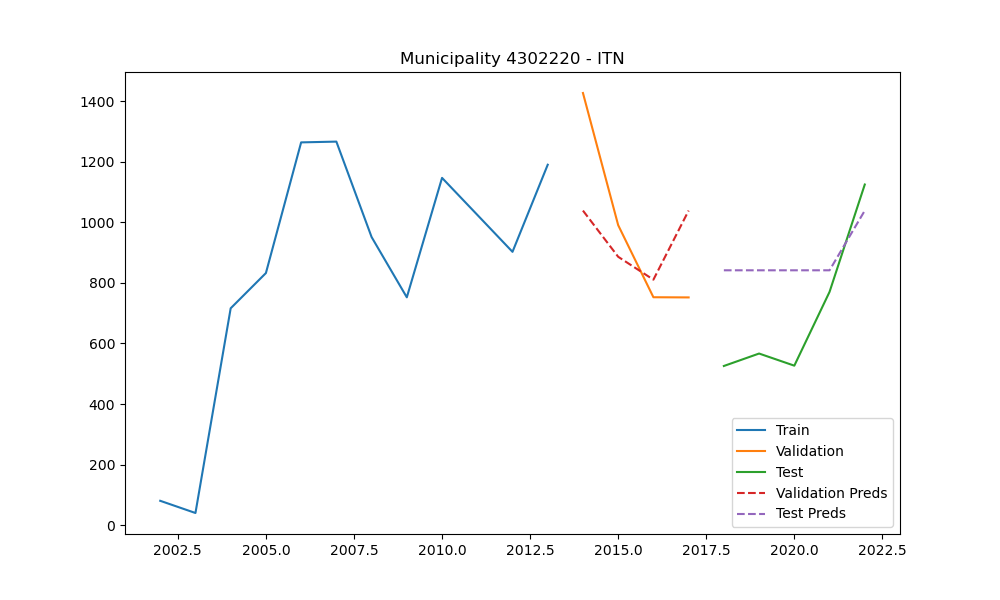 Municipality 4302220 - ITN
1400
1200
1000
800
600
400
200
0
2002.5 2005.0 2007.5 2010.0 2012.5 2015.0 2017.5 2020.0 2022.5
Train
Validation
Test
Validation Preds
Test Preds